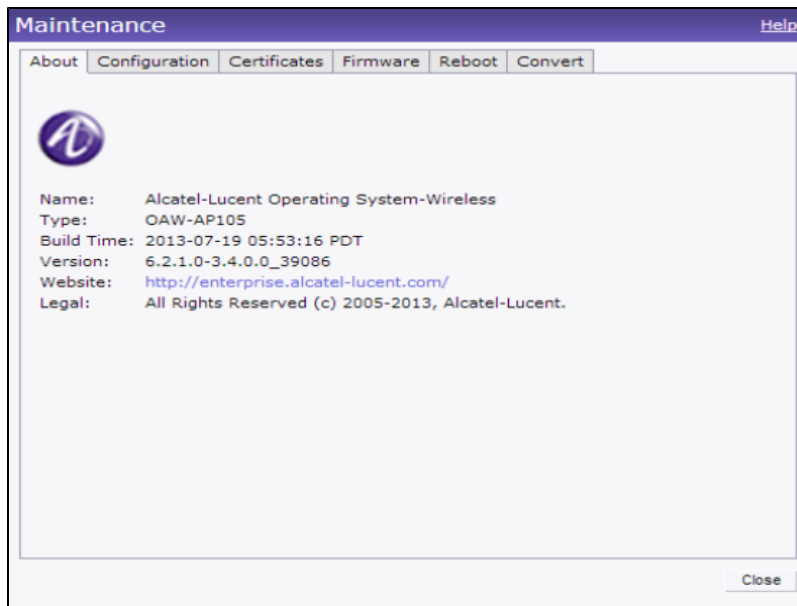 Maintenance Help
About Configuration Certificates Firmware Reboot Convert
Name: Alcatel-Lucent Operating System-Wireless
Type: OAW-AP105
Build Time: 2013-07-19 05:53:16 PDT
Version: 6.2.1.0-3.4.0.0_39086
Website: http://enterprise.alcatel-lucent.com/
Legal: All Rights Reserved (c) 2005-2013, Alcatel-Lucent.
Close